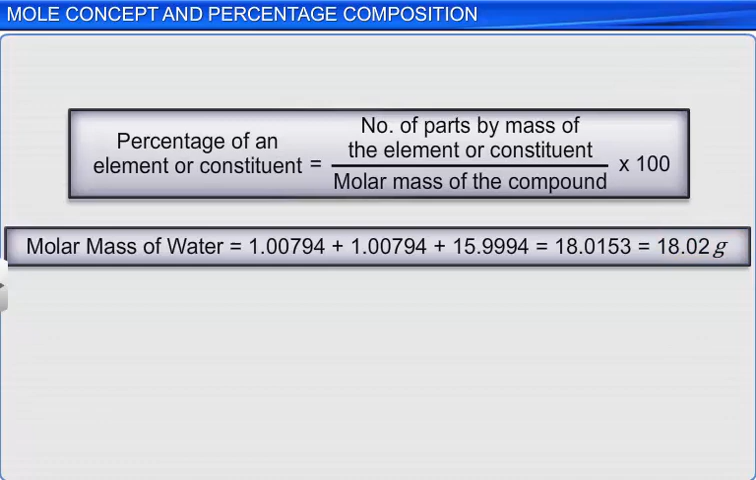 MOLE CONCEPT AND PERCENTAGE COMPOSITION
No. of parts by mass of
Percentage of an
the element or constituent
element or constituent = x 100
Molar mass of the compound
Molar Mass of Water = 1.00794 + 1.00794 + 15.9994 = 18.0153 = 18.02 g